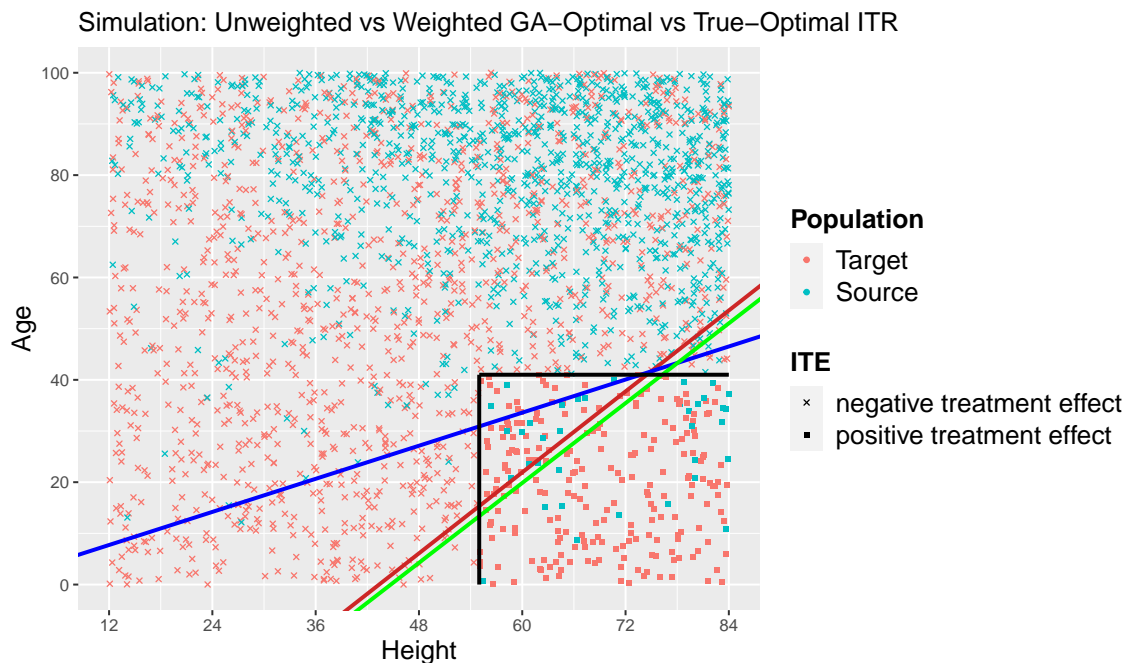 Simulation: Unweighted vs Weighted GA−Optimal vs True−Optimal ITR
100
80
60
40
20
0
Age
12
24
36
48
60
72
84
Height
Population
Target
Source
ITE
negative treatment effect
positive treatment effect